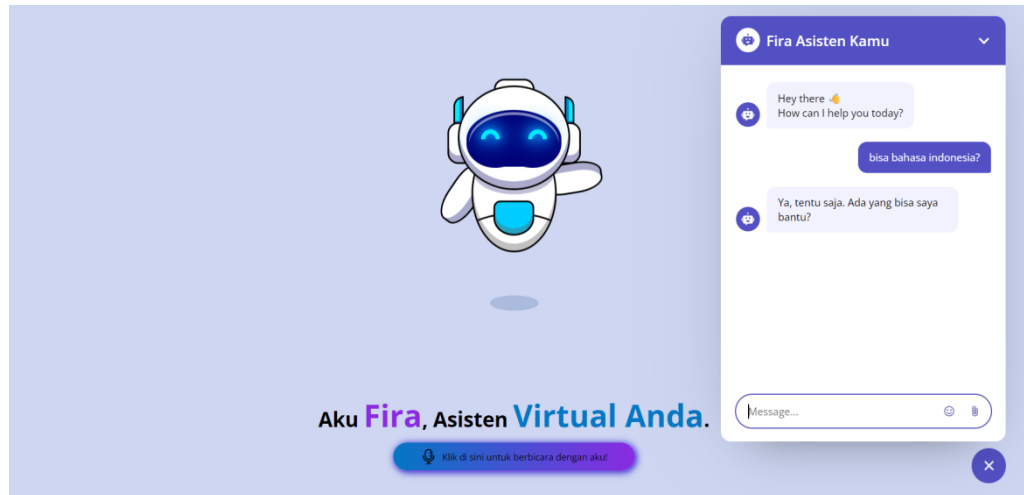 Fira Asisten Kamu
Hey there 👋
How can I help you today?
bisa bahasa indonesia?
Ya, tentu saja. Ada yang bisa saya
bantu?
Message...
Aku Fira, Asisten Virtual Anda.
Klik di sini untuk berbicara dengan aku!